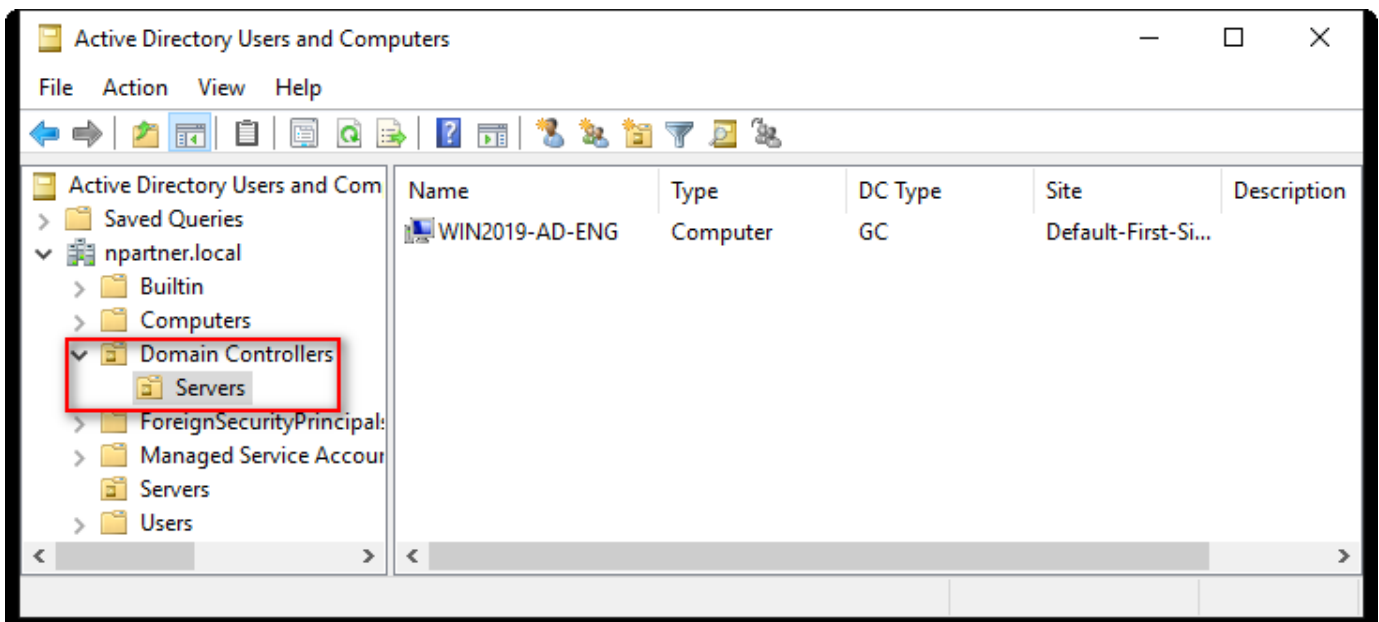 Active Directory Users and Computers
File Action View Help
Active Directory Users and Com
Saved Queries
npartner.local
Builtin
Computers
Domain Controllers
Servers
ForeignSecurityPrincipals
Managed Service Accour
Servers
Users
Name Type DC Type Site Description
WIN2019-AD-ENG Computer GC Default-First-Si...